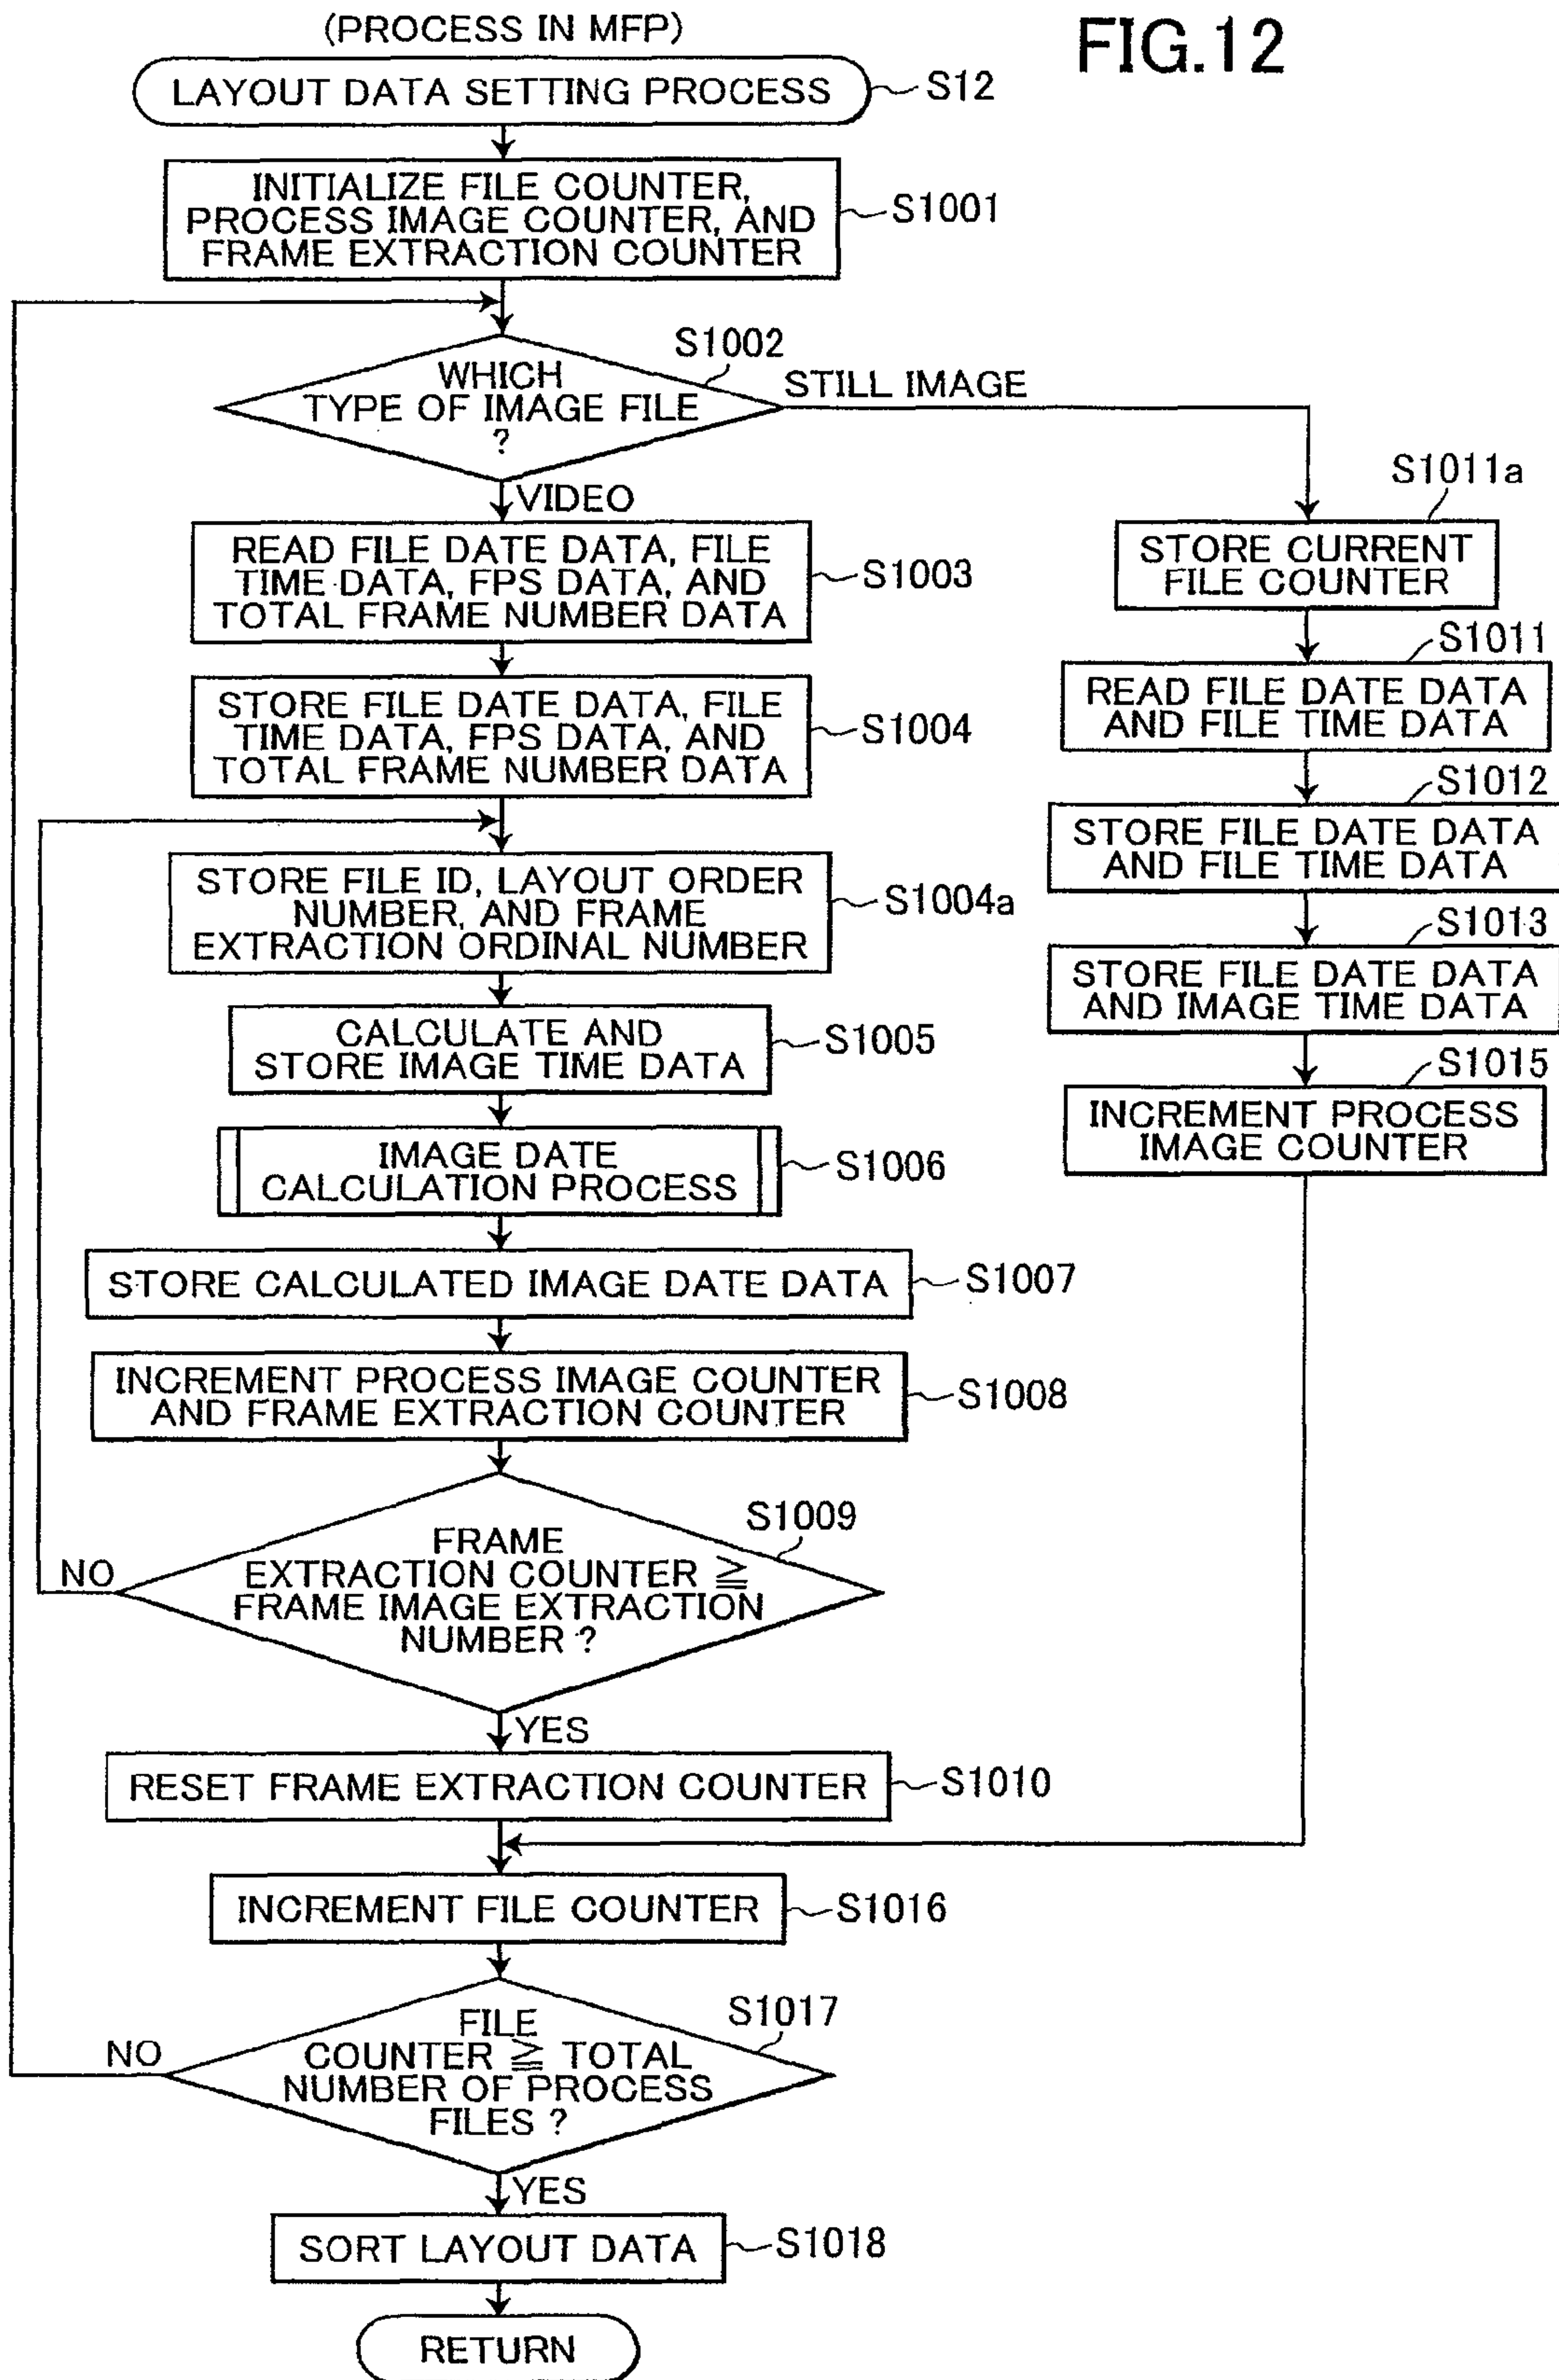 (PROCESS IN MFP)
FIG.12
LAYOUT DATA SETTING PROCESS
S12
INITIALIZE FILE COUNTER,
PROCESS IMAGE COUNTER, AND
FRAME EXTRACTION COUNTER
S1001
S1002
WHICH
TYPE OF IMAGE FILE
?
STILL IMAGE
VIDEO
READ FILE DATE DATA, FILE
TIME DATA, FPS DATA, AND
TOTAL FRAME NUMBER DATA
S1003
STORE FILE DATE DATA, FILE
TIME DATA, FPS DATA, AND
TOTAL FRAME NUMBER DATA
S1004
STORE FILE ID, LAYOUT ORDER
NUMBER, AND FRAME
EXTRACTION ORDINAL NUMBER
S1004a
CALCULATE AND
STORE IMAGE TIME DATA
S1005
IMAGE DATE
CALCULATION PROCESS
S1006
STORE CALCULATED IMAGE DATE DATA
S1007
INCREMENT PROCESS IMAGE COUNTER
AND FRAME EXTRACTION COUNTER
S1008
S1009
FRAME
EXTRACTION COUNTER ≧
FRAME IMAGE EXTRACTION
NUMBER ?
NO
YES
RESET FRAME EXTRACTION COUNTER
S1010
S1011a
STORE CURRENT
FILE COUNTER
S1011
READ FILE DATE DATA
AND FILE TIME DATA
S1012
STORE FILE DATE DATA
AND FILE TIME DATA
S1013
STORE FILE DATE DATA
AND IMAGE TIME DATA
S1015
INCREMENT PROCESS
IMAGE COUNTER
INCREMENT FILE COUNTER
S1016
S1017
FILE
COUNTER ≧ TOTAL
NUMBER OF PROCESS
FILES ?
NO
YES
SORT LAYOUT DATA
S1018
RETURN